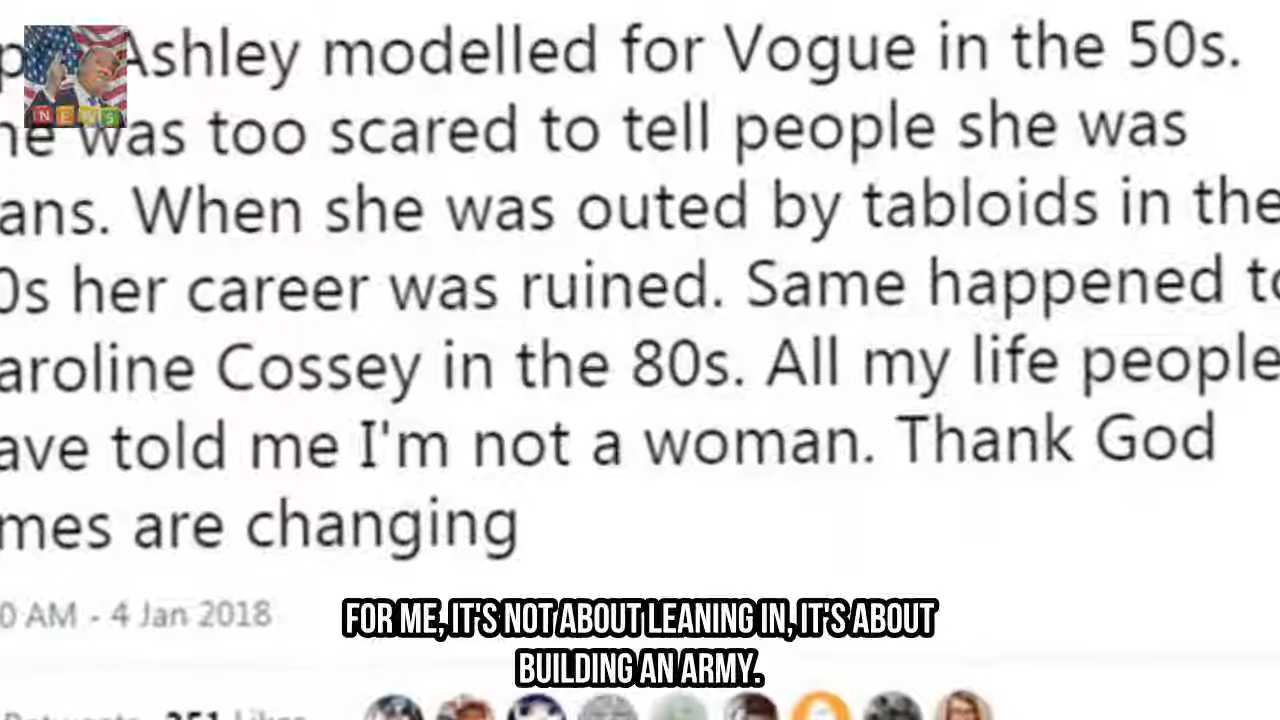 Ashley modelled for Vogue in the 50s.
he was too scared to tell people she was
ans. When she was outed by tabloids in the
0s her career was ruined. Same happened to
aroline Cossey in the 80s. All my life people
ave told me I'm not a woman. Thank God
mes are changing
0 AM - 4 Jan 2018
FOR ME, IT'S NOT ABOUT LEANING IN, IT'S ABOUT
BUILDING AN ARMY.
NEWS